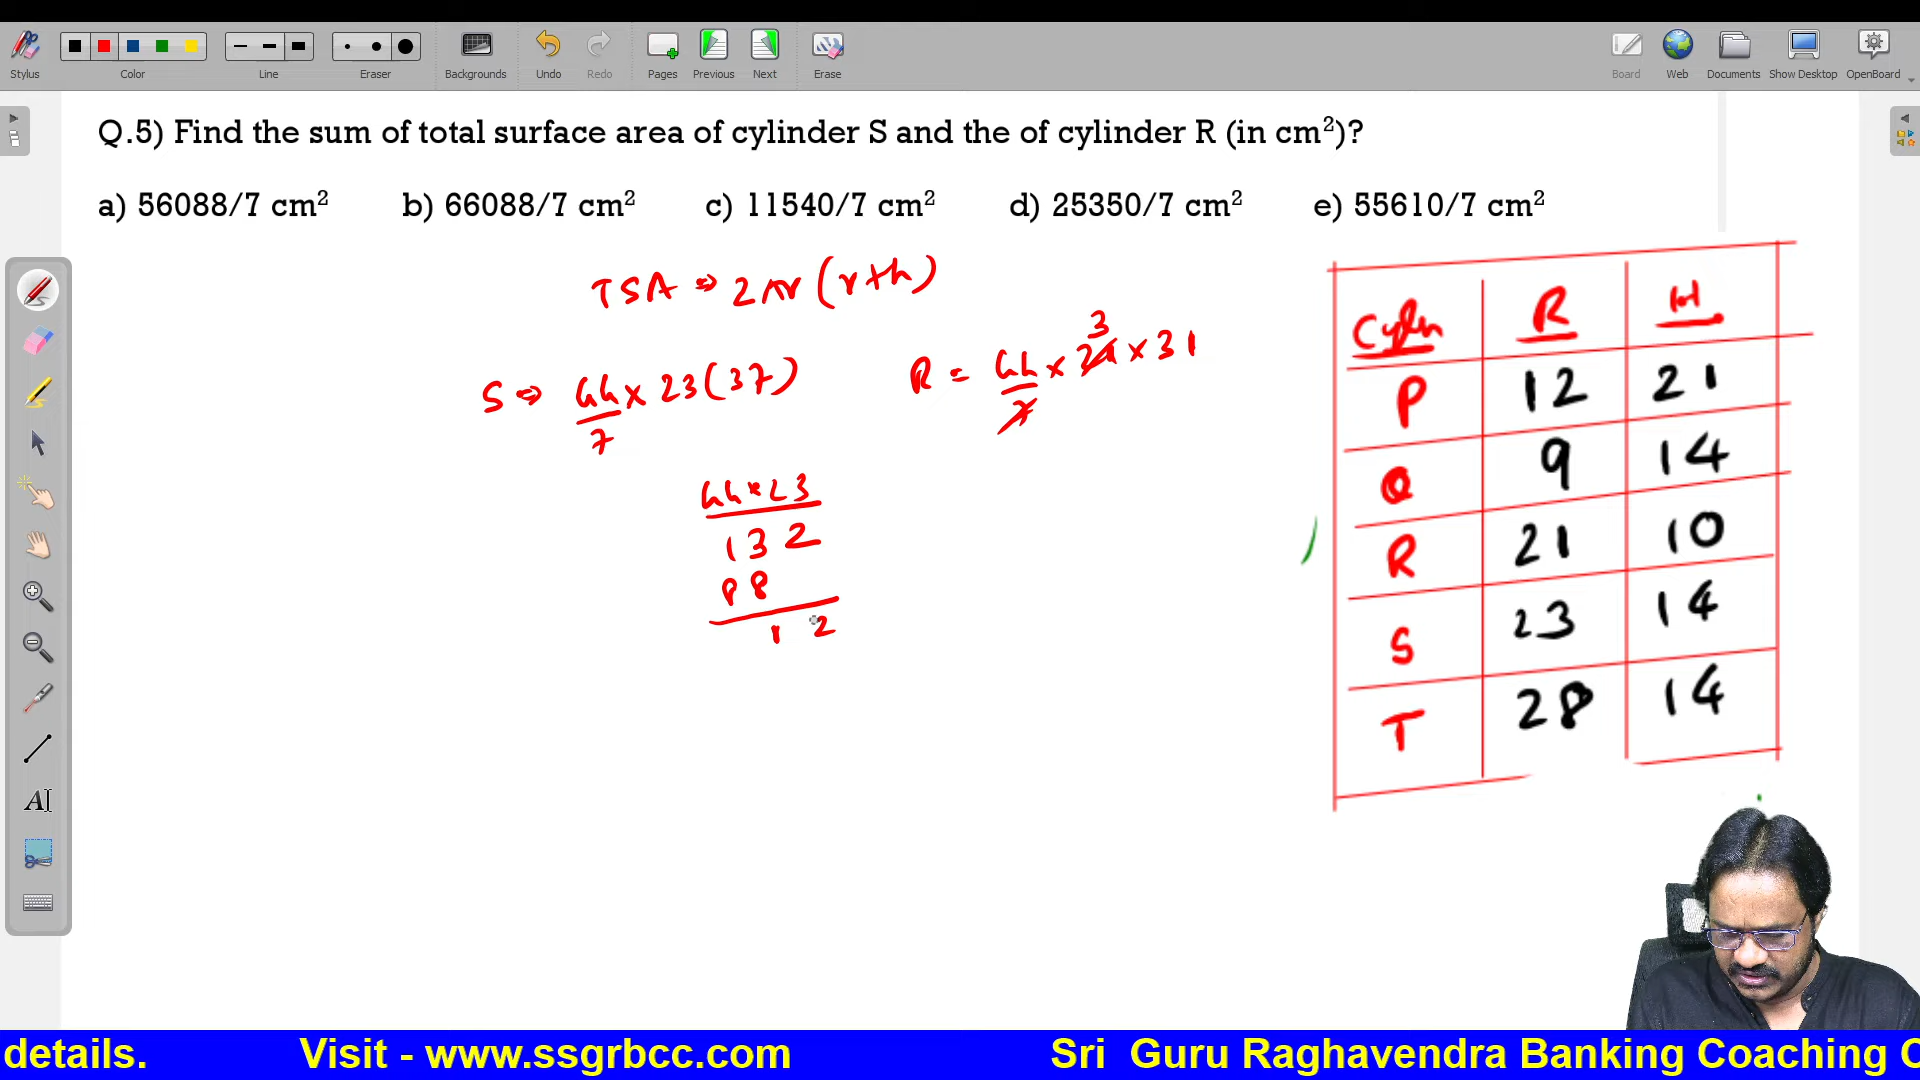 Stylus
Color
Line
Eraser
Backgrounds
Undo
Redo
Pages
Previous
Next
Erase
Board
Web
Documents
Show Desktop
OpenBoard
Q.5) Find the sum of total surface area of cylinder S and the of cylinder R (in cm²)?
a) 56088/7 cm² b) 66088/7 cm² c) 11540/7 cm² d) 25350/7 cm² e) 55610/7 cm²
TSA ⇒ 2πr (r+h)
S ⇒ 44/7 × 23 (37)
R = 44/7 × 21 × 31
3
44×23
132
88
1 2
Cylin R H
P 12 21
Q 9 14
R 21 10
S 23 14
T 28 14
details. Visit - www.ssgrbcc.com Sri Guru Raghavendra Banking Coaching C